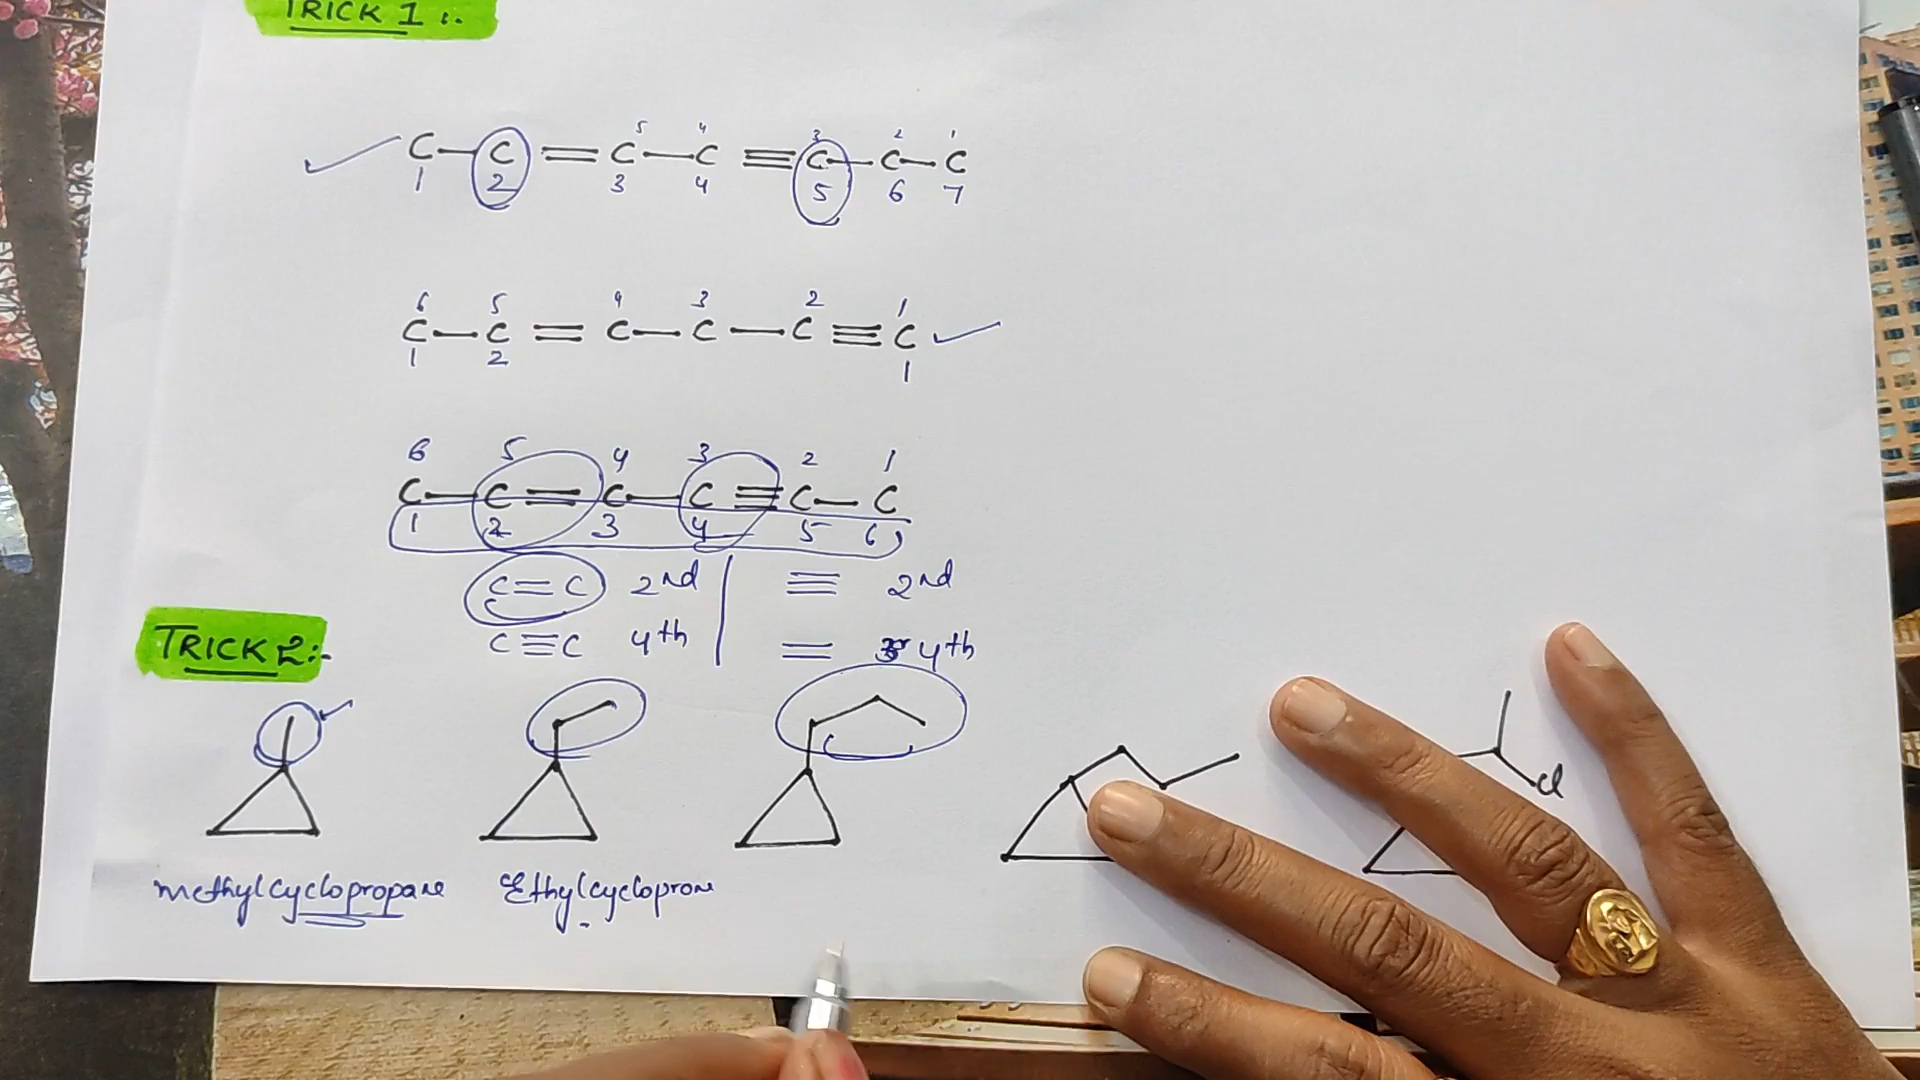 TRICK 1 :.
5 4 3 2 1
C—C=C—C≡C—C—C
1 2 3 4 5 6 7
6 5 4 3 2 1
C—C=C—C—C≡C
1 2 1
6 5 4 3 2 1
C—C=C—C≡C—C
1 2 3 4 5 6
C=C 2nd ≡ 2nd
C≡C 4th = 4th
TRICK 2:-
Cl
Methylcyclopropane Ethylcyclopropne